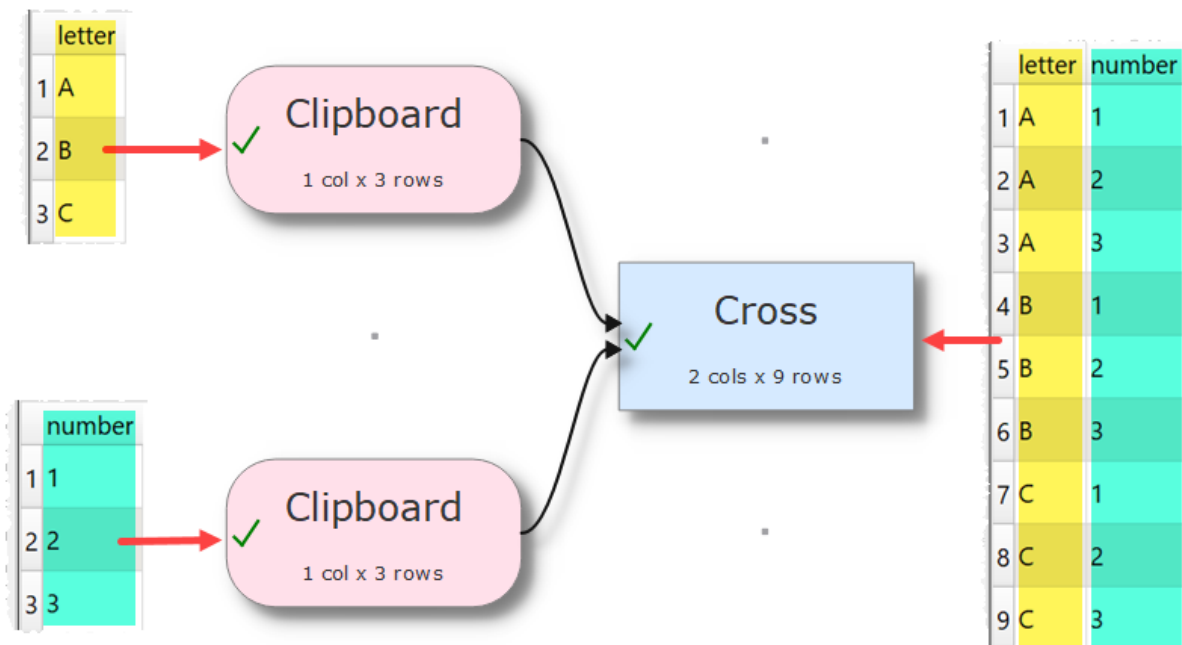 letter
1 A
2 B
3 C
Clipboard
1 col x 3 rows
number
1 1
2 2
3 3
Clipboard
1 col x 3 rows
Cross
2 cols x 9 rows
letter number
1 A 1
2 A 2
3 A 3
4 B 1
5 B 2
6 B 3
7 C 1
8 C 2
9 C 3